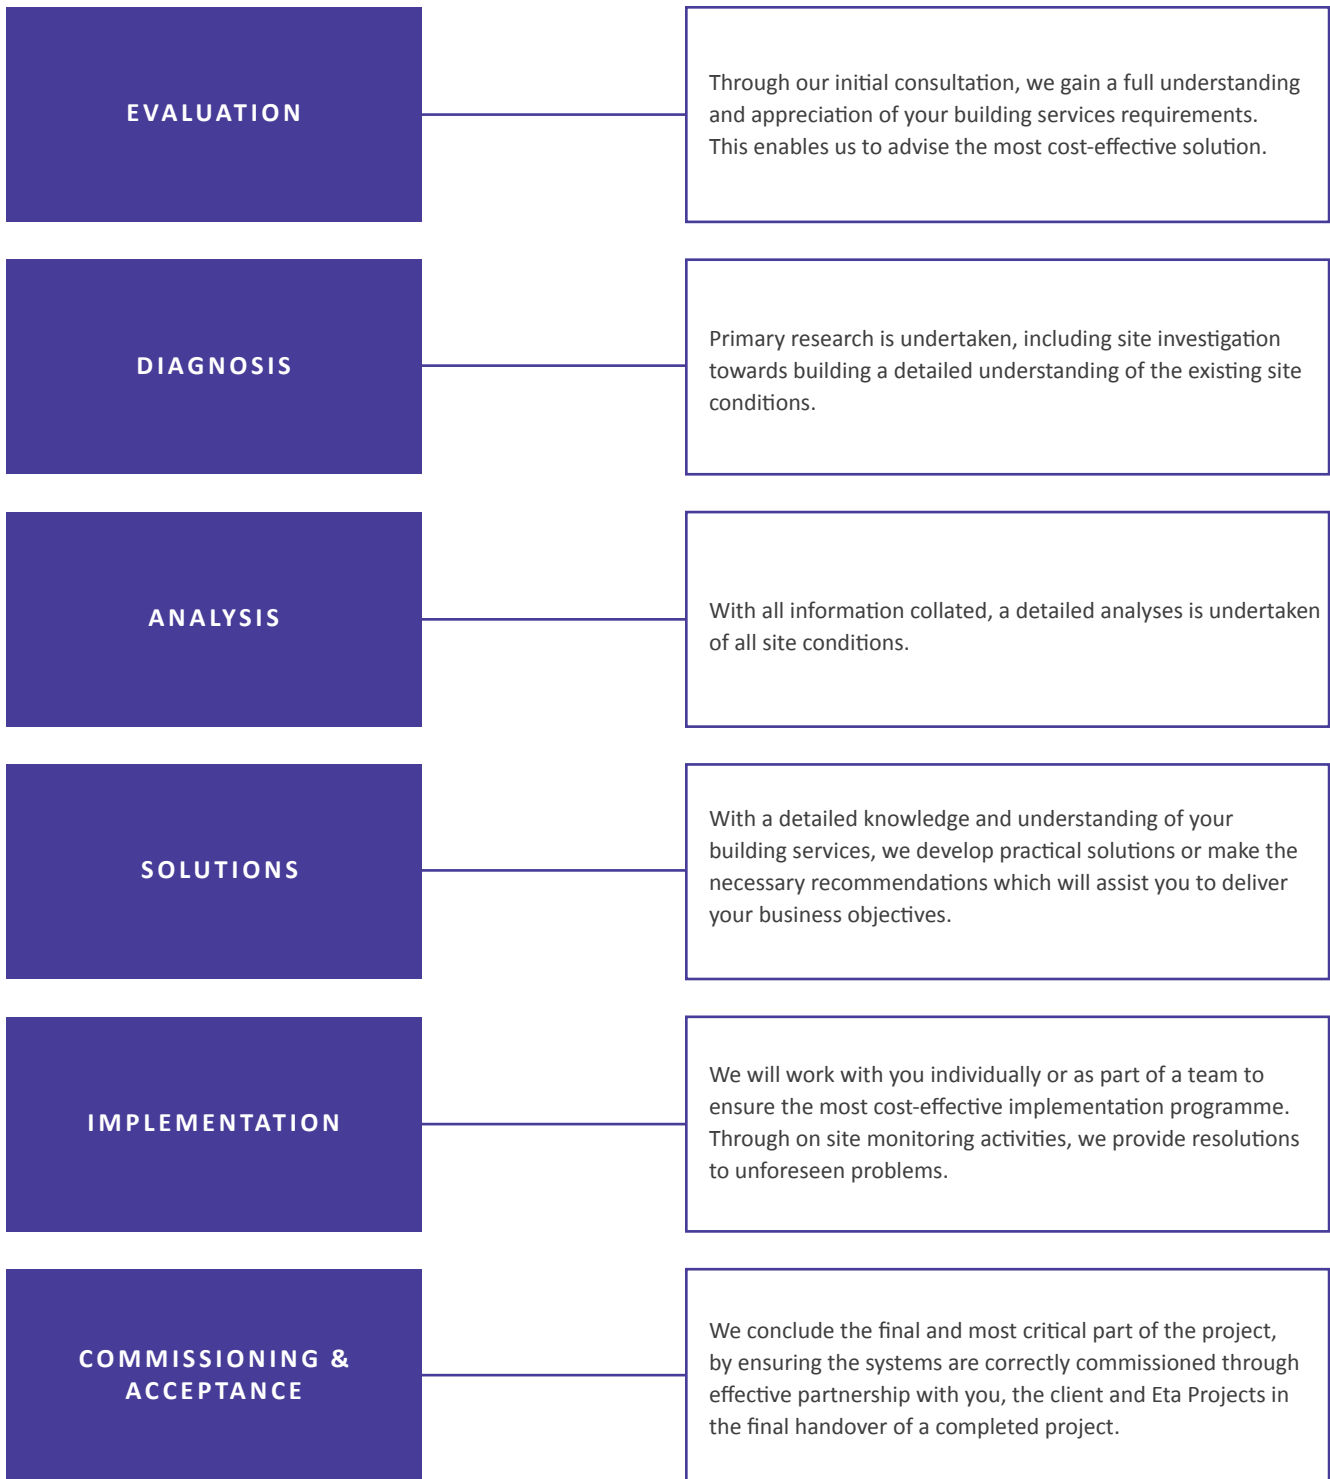 EVALUATION
Through our initial consultation, we gain a full understanding
and appreciation of your building services requirements.
This enables us to advise the most cost-effective solution.
DIAGNOSIS
Primary research is undertaken, including site investigation
towards building a detailed understanding of the existing site
conditions.
ANALYSIS
With all information collated, a detailed analyses is undertaken
of all site conditions.
SOLUTIONS
With a detailed knowledge and understanding of your
building services, we develop practical solutions or make the
necessary recommendations which will assist you to deliver
your business objectives.
IMPLEMENTATION
We will work with you individually or as part of a team to
ensure the most cost-effective implementation programme.
Through on site monitoring activities, we provide resolutions
to unforeseen problems.
COMMISSIONING &
ACCEPTANCE
We conclude the final and most critical part of the project,
by ensuring the systems are correctly commissioned through
effective partnership with you, the client and Eta Projects in
the final handover of a completed project.